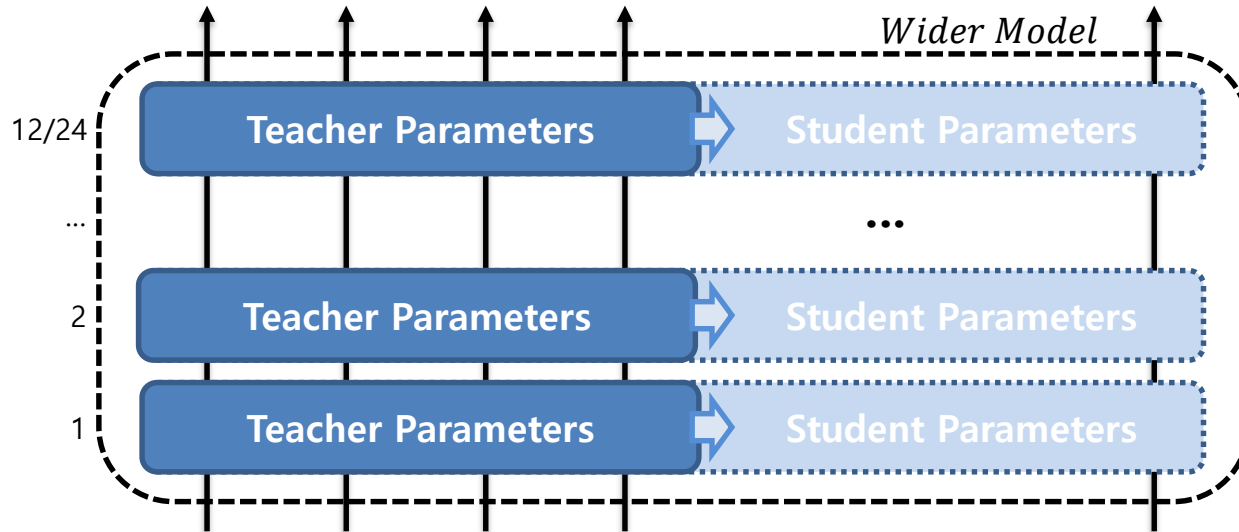 Wider Model
12/24 Teacher Parameters Student Parameters
... ...
2 Teacher Parameters Student Parameters
1 Teacher Parameters Student Parameters